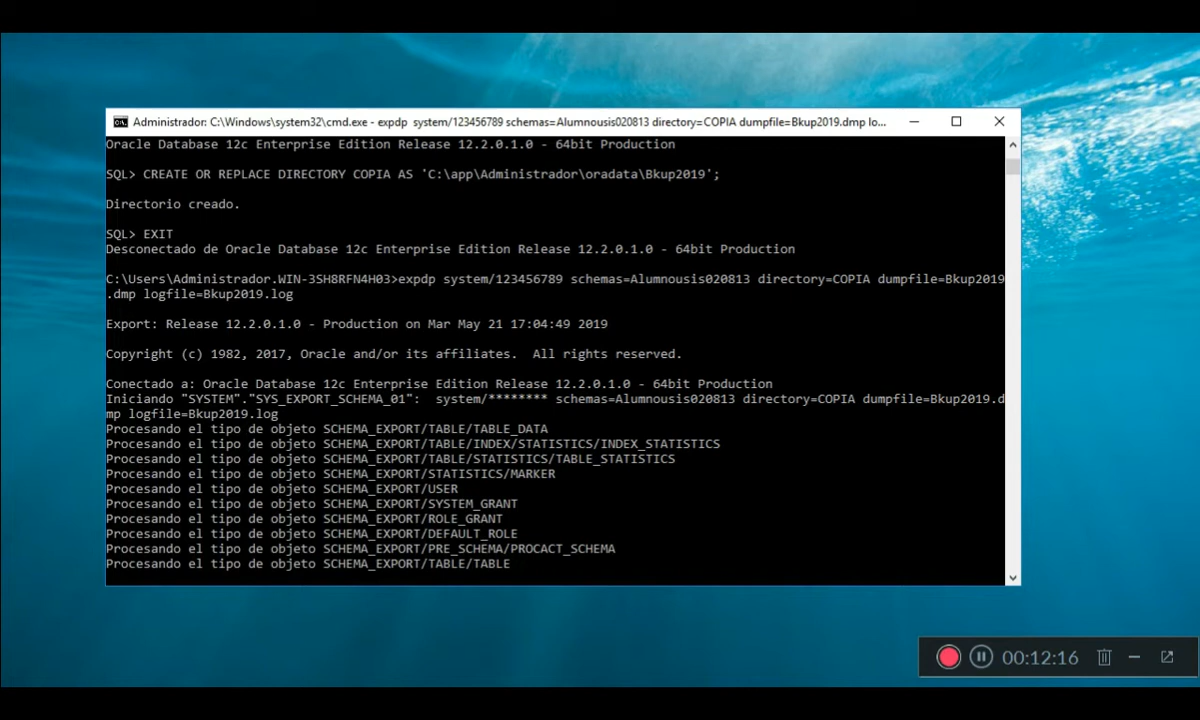 Administrador: C:\Windows\system32\cmd.exe - expdp system/123456789 schemas=Alumnousis020813 directory=COPIA dumpfile=Bkup2019.dmp lo...
Oracle Database 12c Enterprise Edition Release 12.2.0.1.0 - 64bit Production
SQL> CREATE OR REPLACE DIRECTORY COPIA AS 'C:\app\Administrador\oradata\Bkup2019';
Directorio creado.
SQL> EXIT
Desconectado de Oracle Database 12c Enterprise Edition Release 12.2.0.1.0 - 64bit Production
C:\Users\Administrador.WIN-3SH8RFN4H03>expdp system/123456789 schemas=Alumnousis020813 directory=COPIA dumpfile=Bkup2019
.dmp logfile=Bkup2019.log
Export: Release 12.2.0.1.0 - Production on Mar May 21 17:04:49 2019
Copyright (c) 1982, 2017, Oracle and/or its affiliates.  All rights reserved.
Conectado a: Oracle Database 12c Enterprise Edition Release 12.2.0.1.0 - 64bit Production
Iniciando "SYSTEM"."SYS_EXPORT_SCHEMA_01":  system/******** schemas=Alumnousis020813 directory=COPIA dumpfile=Bkup2019.d
mp logfile=Bkup2019.log
Procesando el tipo de objeto SCHEMA_EXPORT/TABLE/TABLE_DATA
Procesando el tipo de objeto SCHEMA_EXPORT/TABLE/INDEX/STATISTICS/INDEX_STATISTICS
Procesando el tipo de objeto SCHEMA_EXPORT/TABLE/STATISTICS/TABLE_STATISTICS
Procesando el tipo de objeto SCHEMA_EXPORT/STATISTICS/MARKER
Procesando el tipo de objeto SCHEMA_EXPORT/USER
Procesando el tipo de objeto SCHEMA_EXPORT/SYSTEM_GRANT
Procesando el tipo de objeto SCHEMA_EXPORT/ROLE_GRANT
Procesando el tipo de objeto SCHEMA_EXPORT/DEFAULT_ROLE
Procesando el tipo de objeto SCHEMA_EXPORT/PRE_SCHEMA/PROCACT_SCHEMA
Procesando el tipo de objeto SCHEMA_EXPORT/TABLE/TABLE
00:12:16